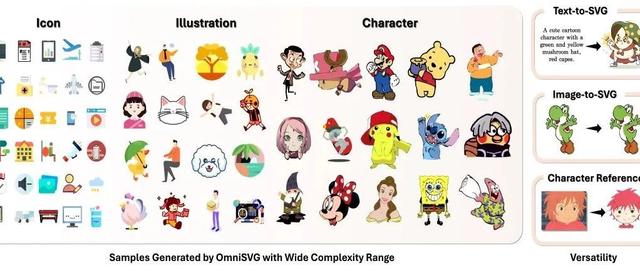 Icon
Illustration
Character
Text-to-SVG
A cute cartoon
character with a
green and yellow
mushroom hat,
red capes.
Image-to-SVG
Character Reference
Samples Generated by OmniSVG with Wide Complexity Range
Versatility